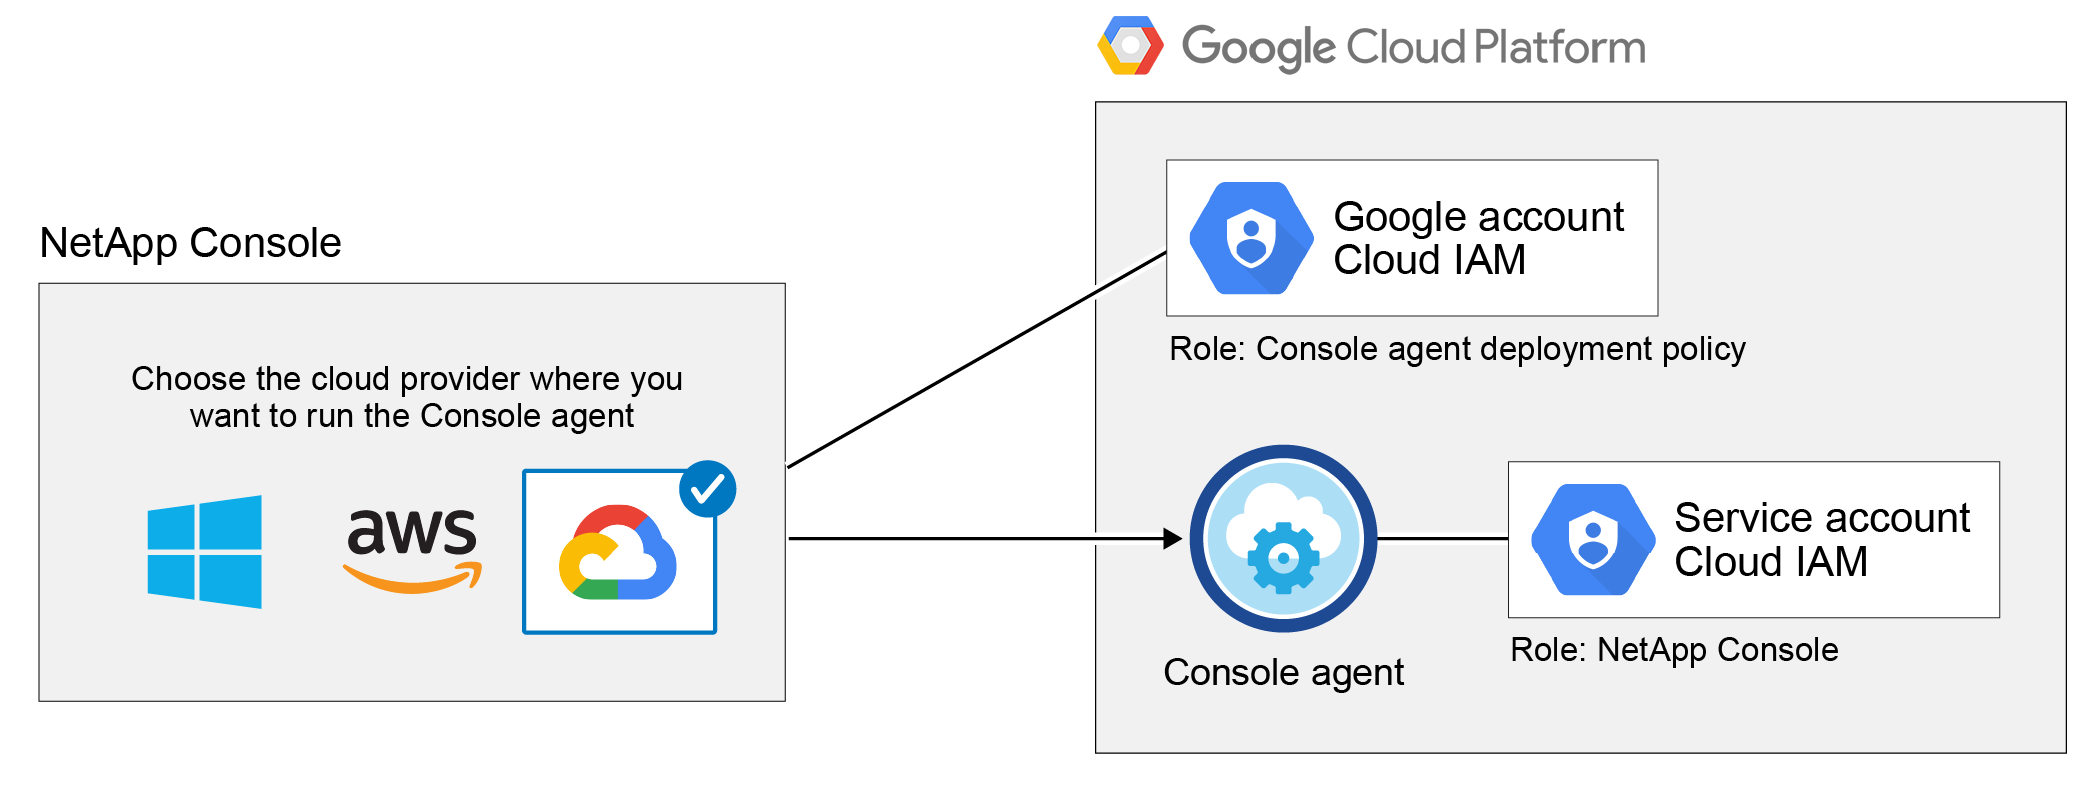 Google Cloud Platform
NetApp Console
Choose the cloud provider where you
want to run the Console agent
aws
Google account
Cloud IAM
Role: Console agent deployment policy
Console agent
Service account
Cloud IAM
Role: NetApp Console